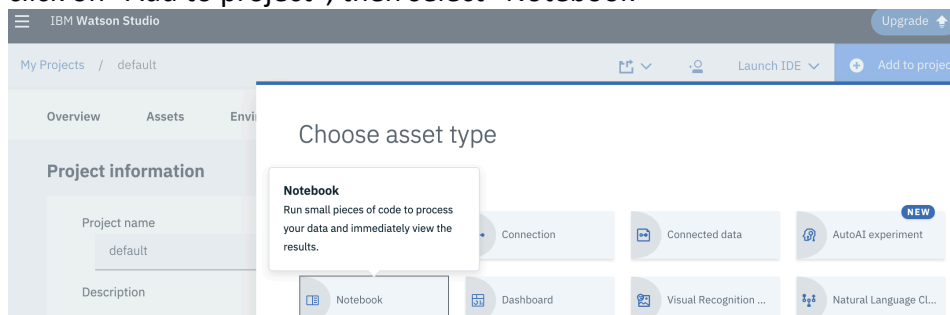 click on "Add to project", then select "Notebook"
IBM Watson Studio
Upgrade
My Projects / default
Launch IDE
Add to projec
Overview Assets Envi
Choose asset type
Project information
Notebook
Run small pieces of code to process
your data and immediately view the
results.
NEW
Project name
Connection
Connected data
AutoAI experiment
default
Description
Notebook
Dashboard
Visual Recognition ...
Natural Language Cl...